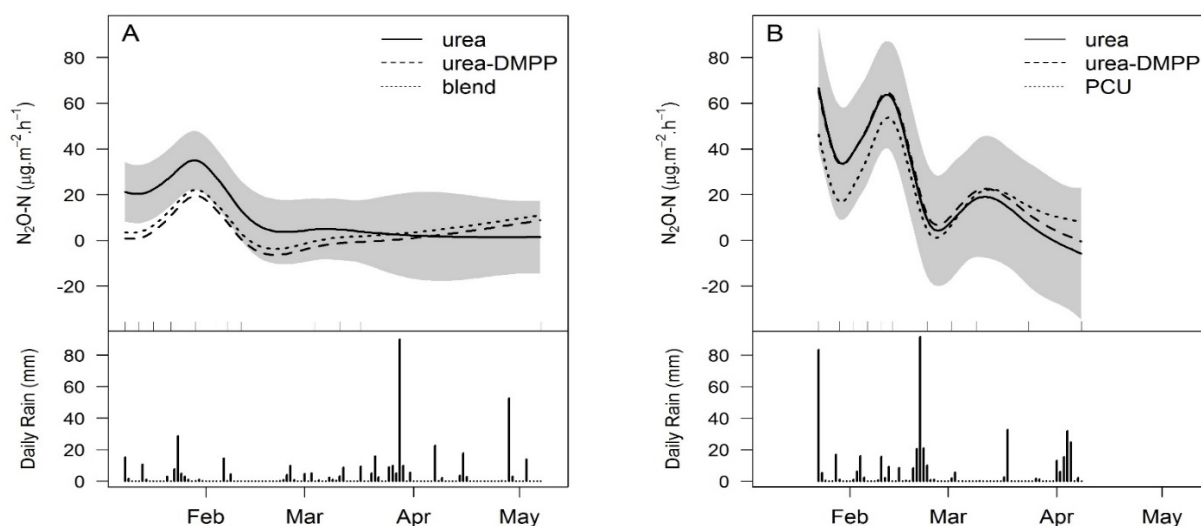 A
urea
urea-DMPP
blend
N₂O-N (µg.m⁻².h⁻¹)
80
60
40
20
0
-20
Daily Rain (mm)
80
60
40
20
0
Feb
Mar
Apr
May
B
urea
urea-DMPP
PCU
N₂O-N (µg.m⁻².h⁻¹)
80
60
40
20
0
-20
Daily Rain (mm)
80
60
40
20
0
Feb
Mar
Apr
May